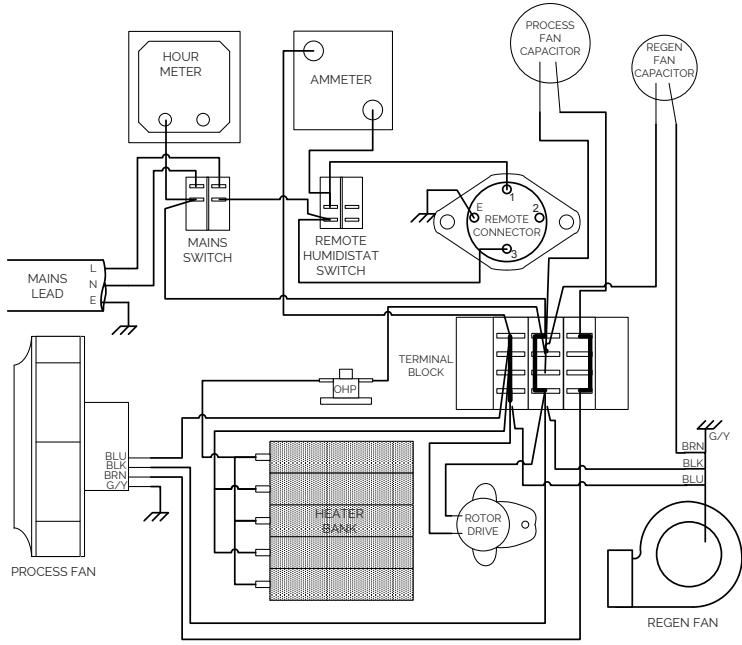 HOUR
METER
AMMETER
PROCESS
FAN
CAPACITOR
REGEN
FAN
CAPACITOR
MAINS
SWITCH
REMOTE
HUMIDISTAT
SWITCH
1
E
2
REMOTE
CONNECTOR
3
MAINS
LEAD
L
N
E
TERMINAL
BLOCK
OHP
BLU
BLK
BRN
G/Y
PROCESS FAN
HEATER
BANK
ROTOR
DRIVE
G/Y
BRN
BLK
BLU
REGEN FAN